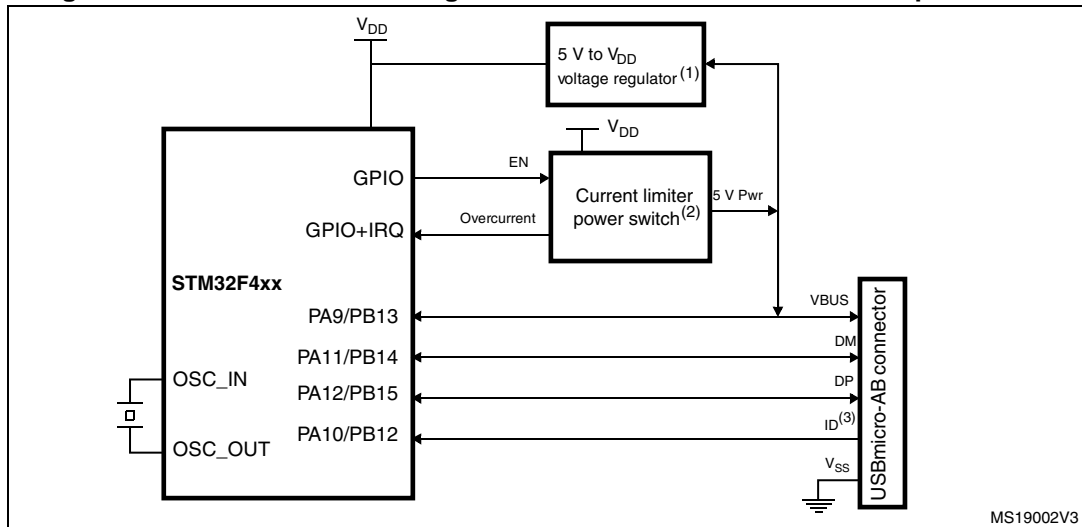 V_DD
5 V to V_DD
voltage regulator (1)
V_DD
GPIO
EN
Current limiter
power switch(2)
5 V Pwr
GPIO+IRQ
Overcurrent
STM32F4xx
PA9/PB13
VBUS
PA11/PB14
DM
OSC_IN
PA12/PB15
DP
PA10/PB12
ID(3)
OSC_OUT
V_SS
USBmicro-AB connector
MS19002V3